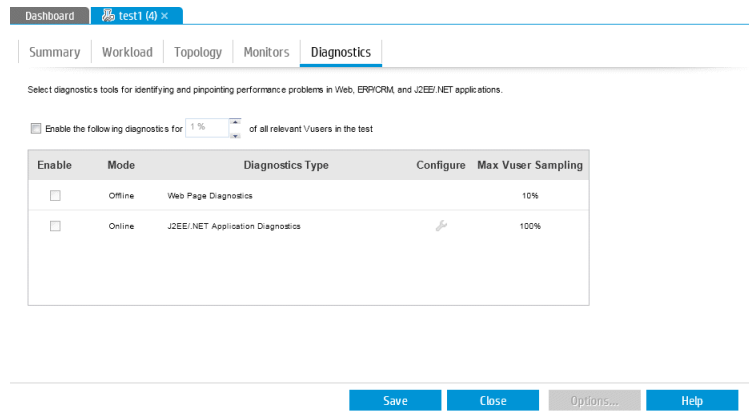 Dashboard test1 (4) ×
Summary Workload Topology Monitors Diagnostics
Select diagnostics tools for identifying and pinpointing performance problems in Web, ERP/CRM, and J2EE/.NET applications.
Enable the following diagnostics for 1 % of all relevant Vusers in the test
Enable Mode Diagnostics Type Configure Max Vuser Sampling
Offline Web Page Diagnostics 10%
Online J2EE/.NET Application Diagnostics 100%
Save Close Options... Help